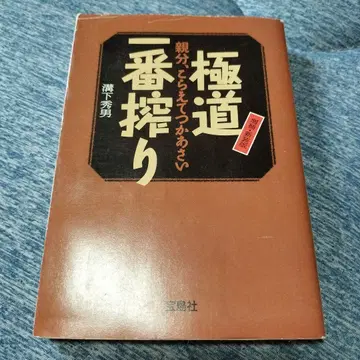 極道
一番搾り
親分、こらえてつかあさい
溝下秀男
宝島社